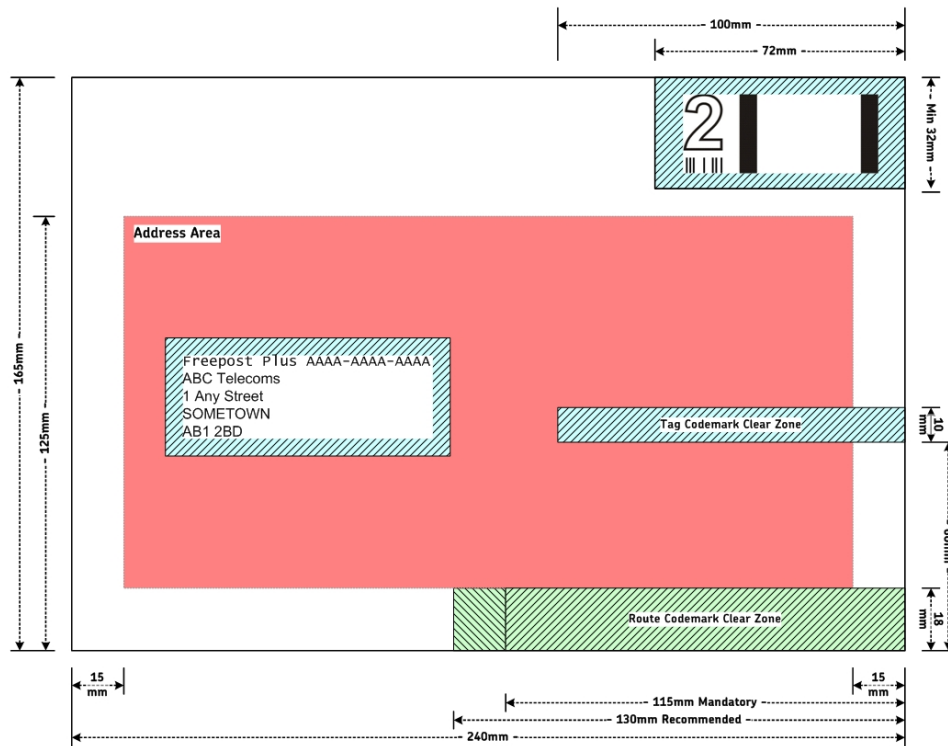 100mm
72mm
2
Min 32mm
Address Area
165mm
125mm
Freepost Plus AAAA-AAAA-AAAA
ABC Telecoms
1 Any Street
SOMETOWN
AB1 2BD
Tag Codemark Clear Zone
10
mm
Route Codemark Clear Zone
18
mm
15
mm
15
mm
115mm Mandatory
130mm Recommended
240mm